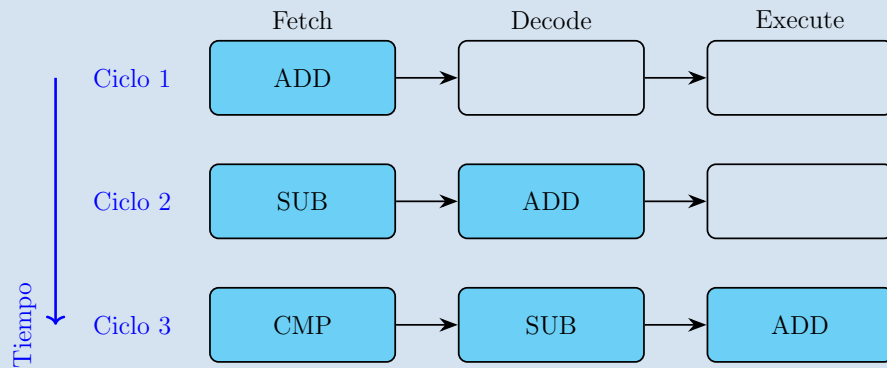 Fetch Decode Execute
Ciclo 1 ADD
Ciclo 2 SUB ADD
Ciclo 3 CMP SUB ADD
Tiempo